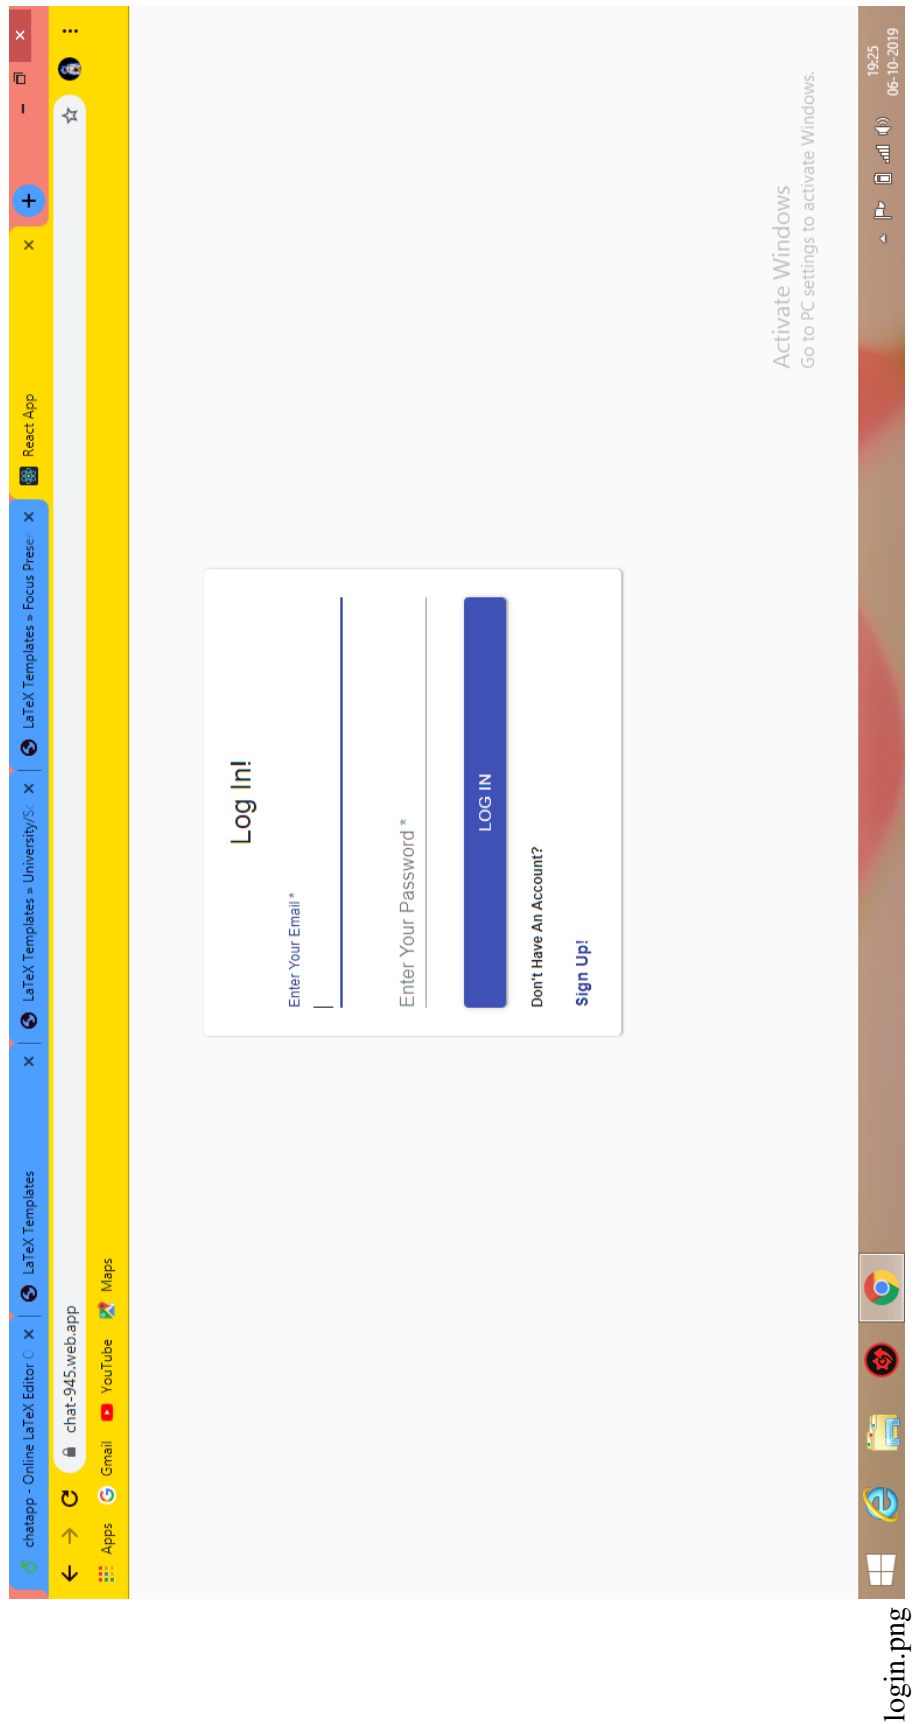 chatapp - Online LaTeX Editor O
LaTeX Templates
LaTeX Templates » University/Sc
LaTeX Templates » Focus Presen
React App
chat-945.web.app
Apps
Gmail
YouTube
Maps
Log In!
Enter Your Email *
Enter Your Password *
LOG IN
Don't Have An Account?
Sign Up!
Activate Windows
Go to PC settings to activate Windows.
19:25
06-10-2019
login.png